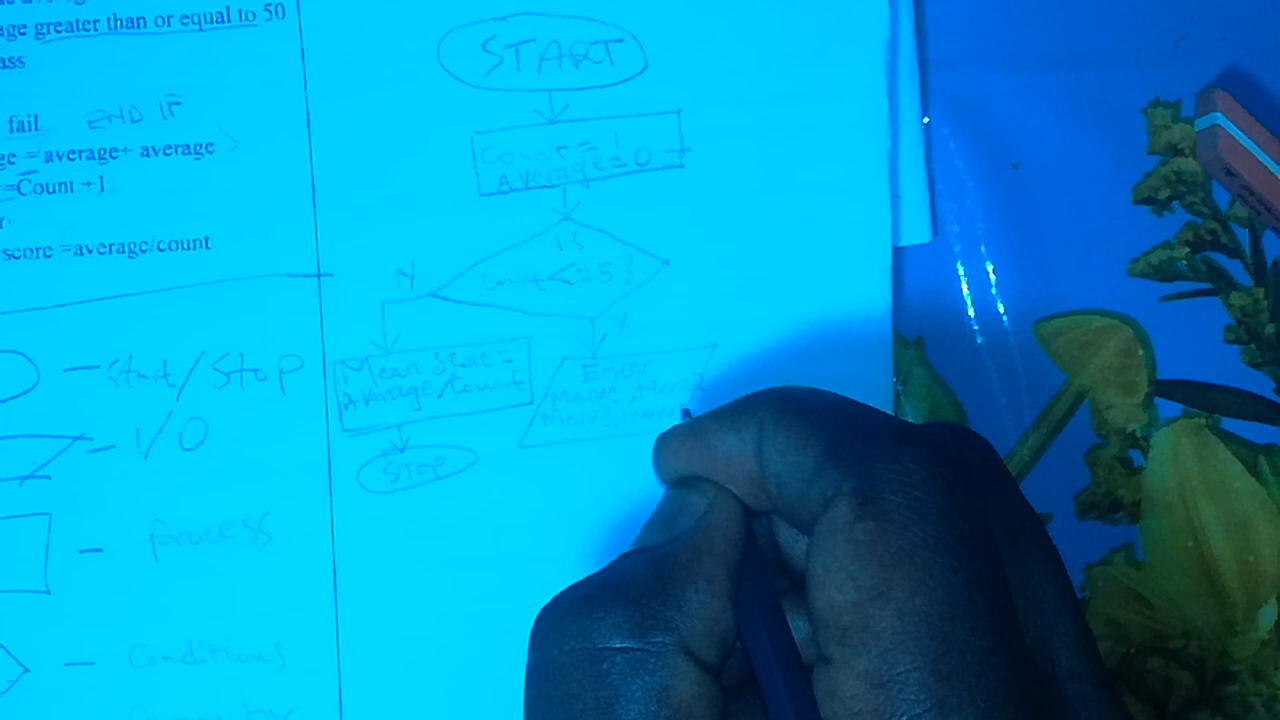 age greater than or equal to 50
ass
fail END IF
ge =average+ average
=Count +1
score =average/count
Start/Stop
I/O
process
Conditions
START
Count = 1
Average = 0
is
Count <= 5?
N
Y
Mean Score =
Average/Count
STOP
Enter